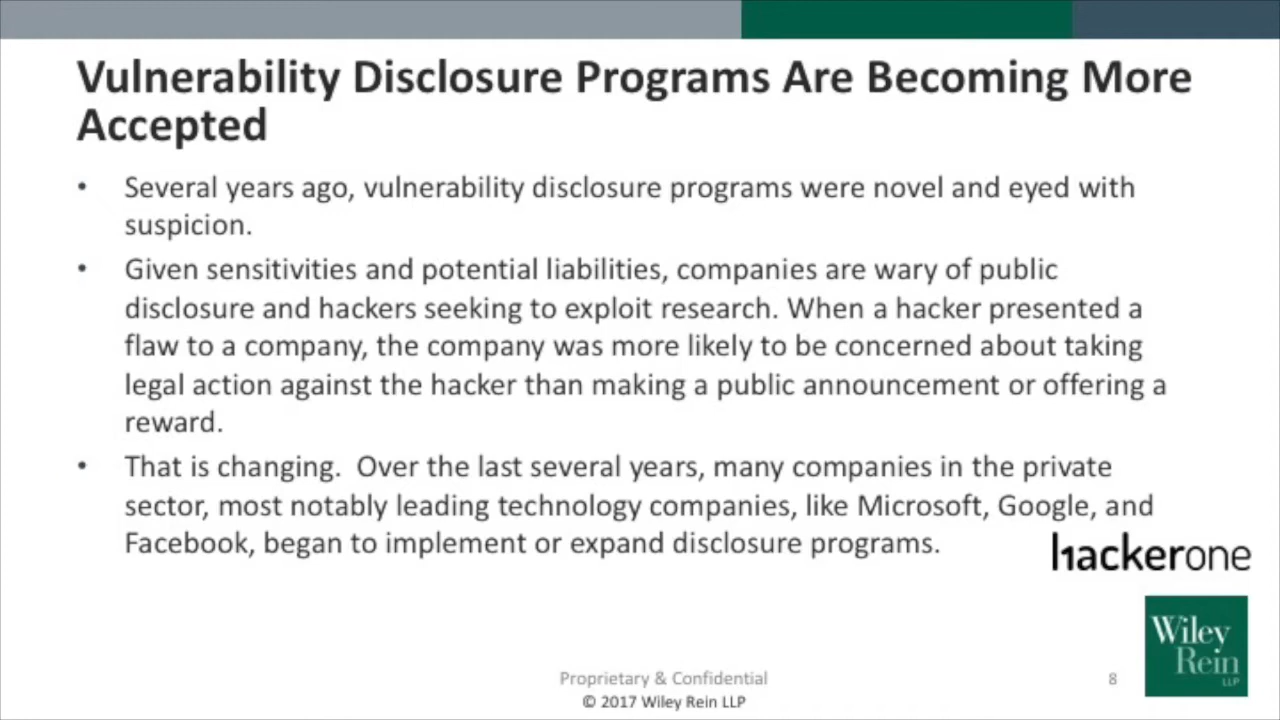 Vulnerability Disclosure Programs Are Becoming More
Accepted
• Several years ago, vulnerability disclosure programs were novel and eyed with
suspicion.
• Given sensitivities and potential liabilities, companies are wary of public
disclosure and hackers seeking to exploit research. When a hacker presented a
flaw to a company, the company was more likely to be concerned about taking
legal action against the hacker than making a public announcement or offering a
reward.
• That is changing.  Over the last several years, many companies in the private
sector, most notably leading technology companies, like Microsoft, Google, and
Facebook, began to implement or expand disclosure programs.
hackerone
Wiley
Rein
LLP
Proprietary & Confidential
8
© 2017 Wiley Rein LLP